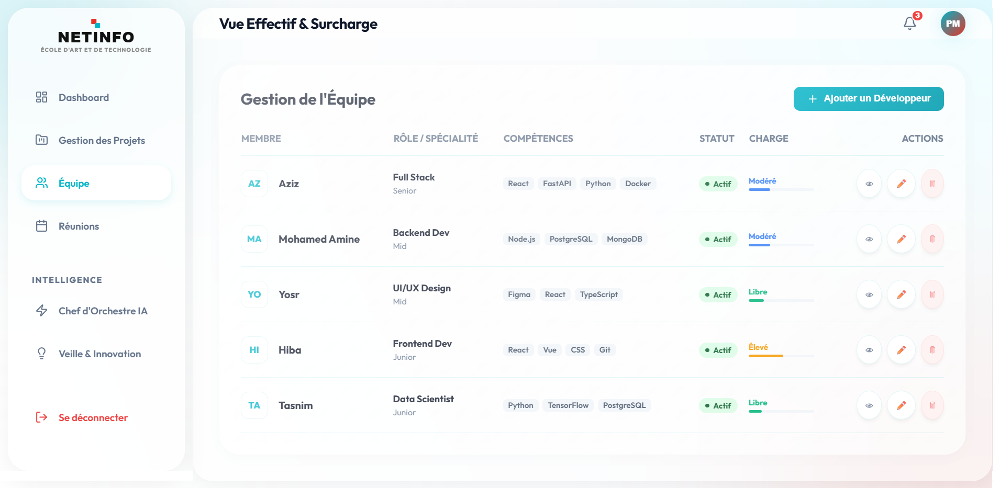 NETINFO
ÉCOLE D'ART ET DE TECHNOLOGIE
Dashboard
Gestion des Projets
Équipe
Réunions
INTELLIGENCE
Chef d'Orchestre IA
Veille & Innovation
Se déconnecter
Vue Effectif & Surcharge
3
PM
Gestion de l'Équipe
+ Ajouter un Développeur
MEMBRE RÔLE / SPÉCIALITÉ COMPÉTENCES STATUT CHARGE ACTIONS
AZ Aziz Full Stack Senior React FastAPI Python Docker Actif Modéré
MA Mohamed Amine Backend Dev Mid Node.js PostgreSQL MongoDB Actif Modéré
YO Yosr UI/UX Design Mid Figma React TypeScript Actif Libre
HI Hiba Frontend Dev Junior React Vue CSS Git Actif Élevé
TA Tasnim Data Scientist Junior Python TensorFlow PostgreSQL Actif Libre